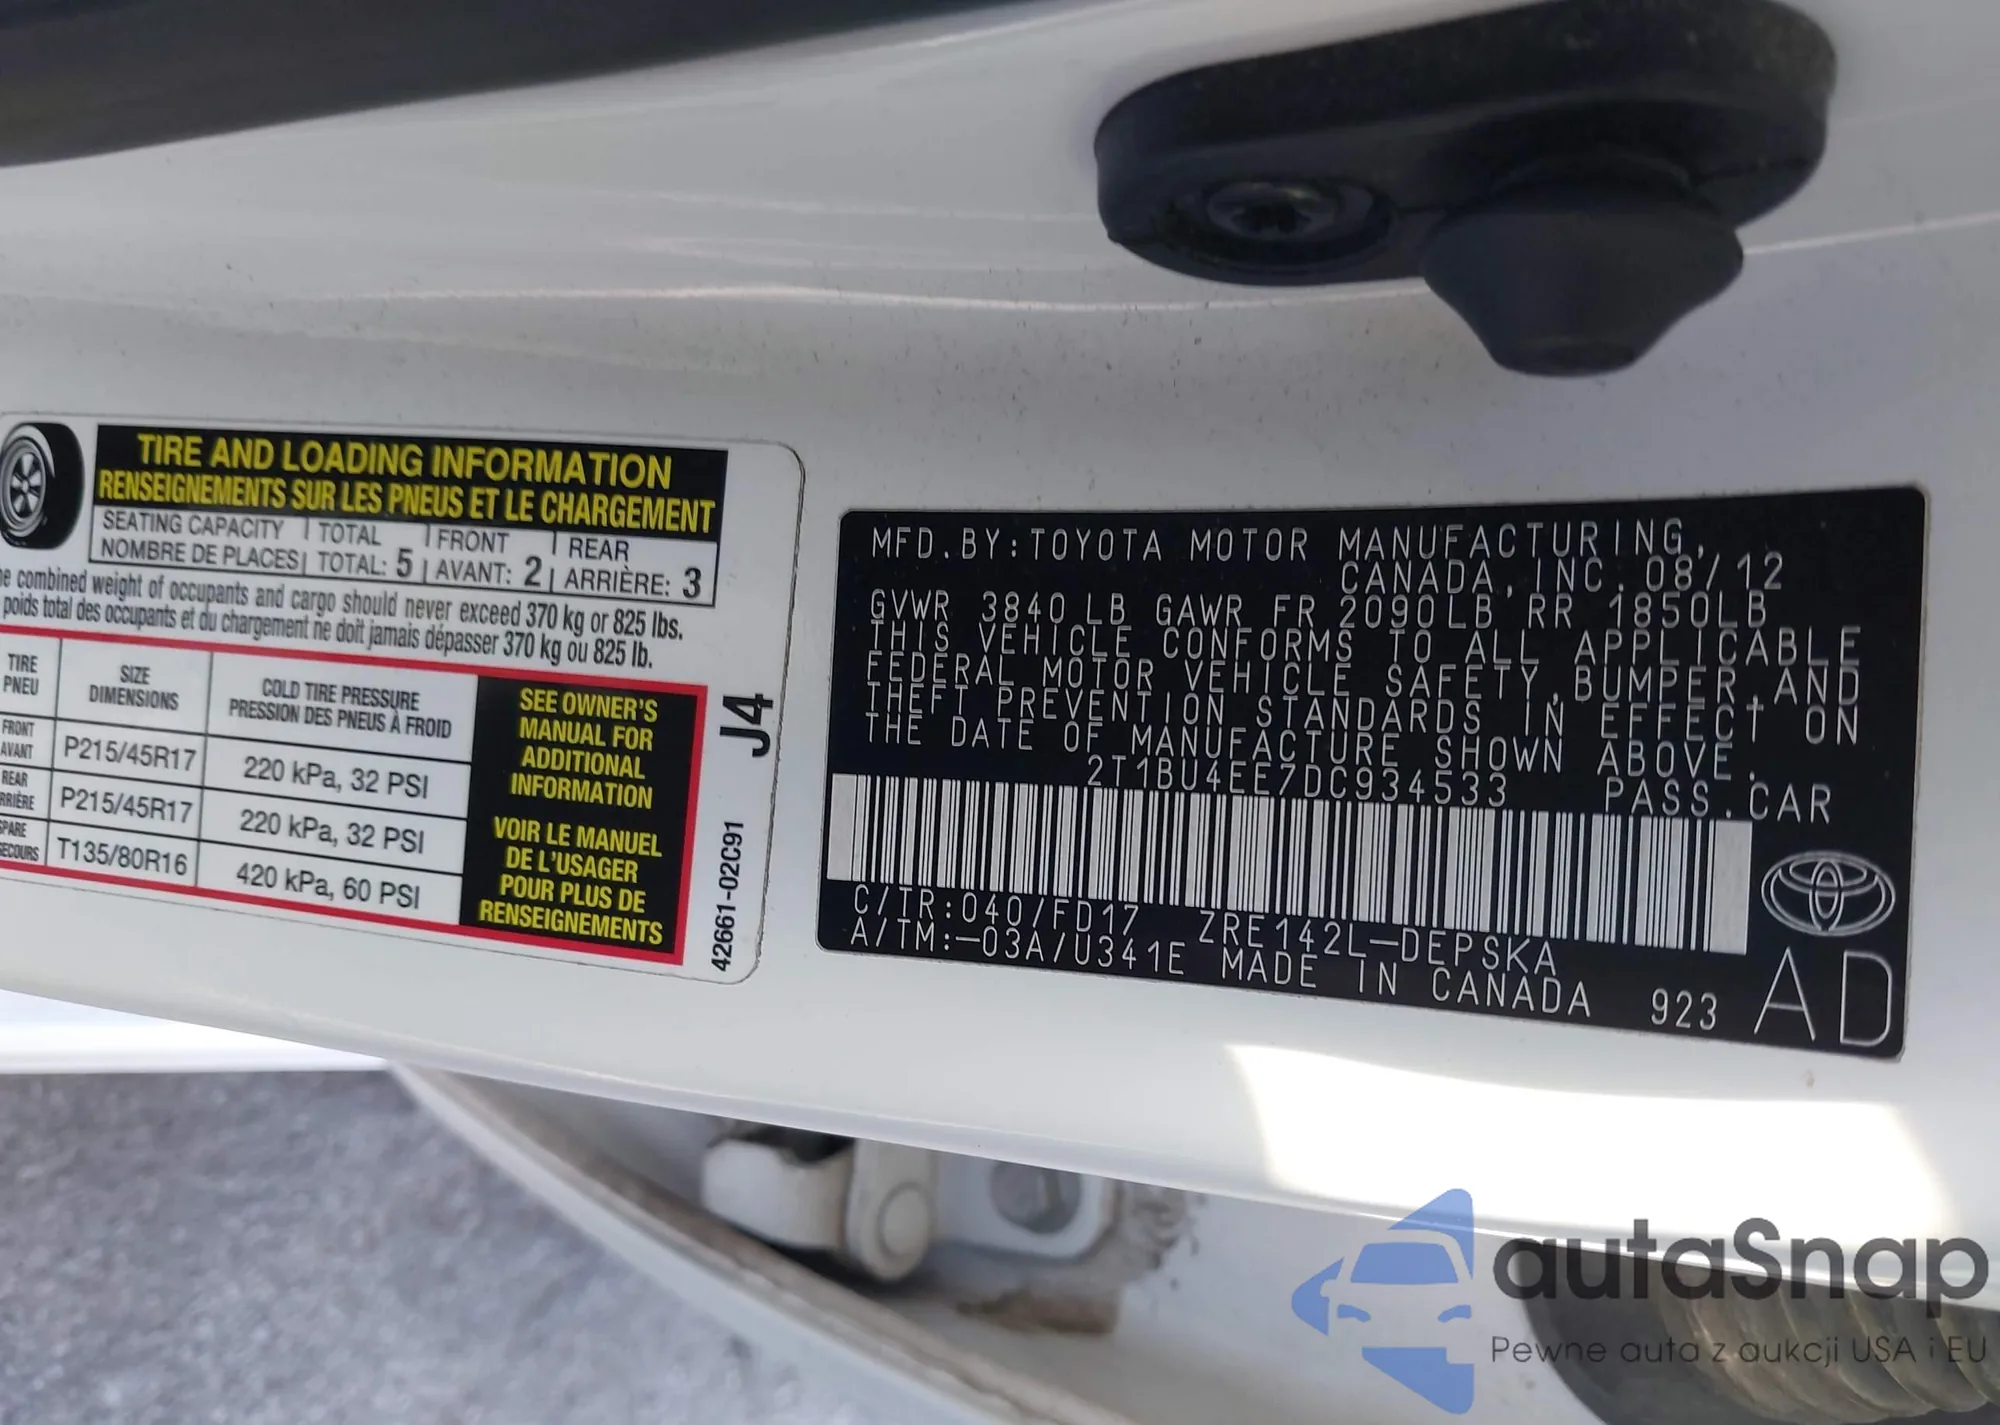 TIRE AND LOADING INFORMATION
RENSEIGNEMENTS SUR LES PNEUS ET LE CHARGEMENT
SEATING CAPACITY | TOTAL | FRONT | REAR
NOMBRE DE PLACES | TOTAL: 5 | AVANT: 2 | ARRIÈRE: 3
combined weight of occupants and cargo should never exceed 370 kg or 825 lbs.
poids total des occupants et du chargement ne doit jamais dépasser 370 kg ou 825 lb.
TIRE SIZE COLD TIRE PRESSURE
PNEU DIMENSIONS PRESSION DES PNEUS À FROID
FRONT
AVANT P215/45R17 220 kPa, 32 PSI
REAR
P215/45R17 220 kPa, 32 PSI
T135/80R16 420 kPa, 60 PSI
SEE OWNER'S
MANUAL FOR
ADDITIONAL
INFORMATION
VOIR LE MANUEL
DE L'USAGER
POUR PLUS DE
RENSEIGNEMENTS
J4
42661-02C91
MFD.BY:TOYOTA MOTOR MANUFACTURING,
CANADA,INC. 08/12
GVWR 3840 LB GAWR FR 2090LB RR 1850LB
THIS VEHICLE CONFORMS TO ALL APPLICABLE
FEDERAL MOTOR VEHICLE SAFETY,BUMPER,AND
THEFT PREVENTION STANDARDS IN EFFECT ON
THE DATE OF MANUFACTURE SHOWN ABOVE.
2T1BU4EE7DC934533 PASS.CAR
C/TR:040/FD17 ZRE142L-DEPSKA
A/TM:-03A/U341E MADE IN CANADA 923
AD
autaSnap
Pewne auta z aukcji USA i EU